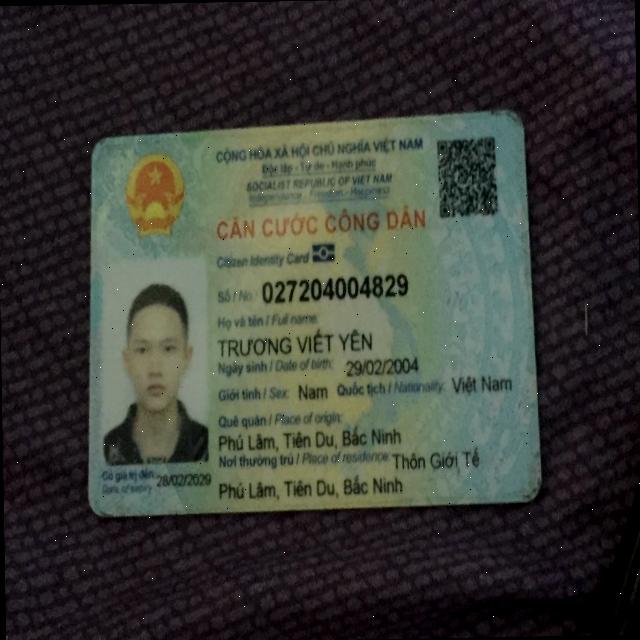 CỘNG HÒA XÃ HỘI CHỦ NGHĨA VIỆT NAM
Độc lập - Tự do - Hạnh phúc
SOCIALIST REPUBLIC OF VIET NAM
CĂN CƯỚC CÔNG DÂN
Citizen Identity Card
Số / No.: 027204004829
Họ và tên / Full name:
TRƯƠNG VIẾT YÊN
Ngày sinh / Date of birth: 29/02/2004
Giới tính / Sex: Nam Quốc tịch / Nationality: Việt Nam
Quê quán / Place of origin:
Phú Lâm, Tiên Du, Bắc Ninh
Nơi thường trú / Place of residence: Thôn Giới Tế
Phú Lâm, Tiên Du, Bắc Ninh
Có giá trị đến: 28/02/2029
Date of expiry